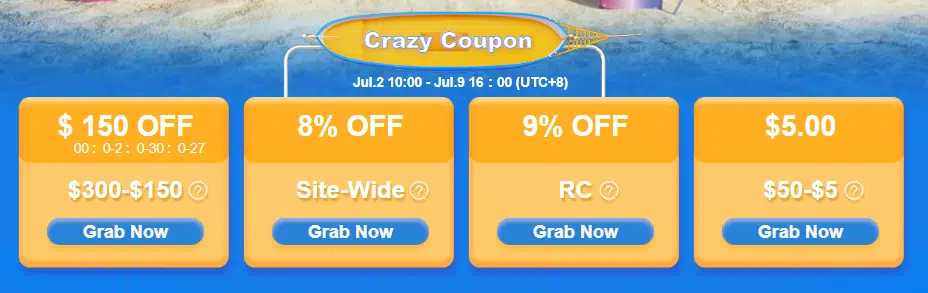 Crazy Coupon
Jul.2 10:00 - Jul.9 16：00 (UTC+8)
$ 150 OFF
00 : 0-2 : 0-30 : 0-27
$300-$150 ?
Grab Now
8% OFF
Site-Wide ?
Grab Now
9% OFF
RC ?
Grab Now
$5.00
$50-$5 ?
Grab Now